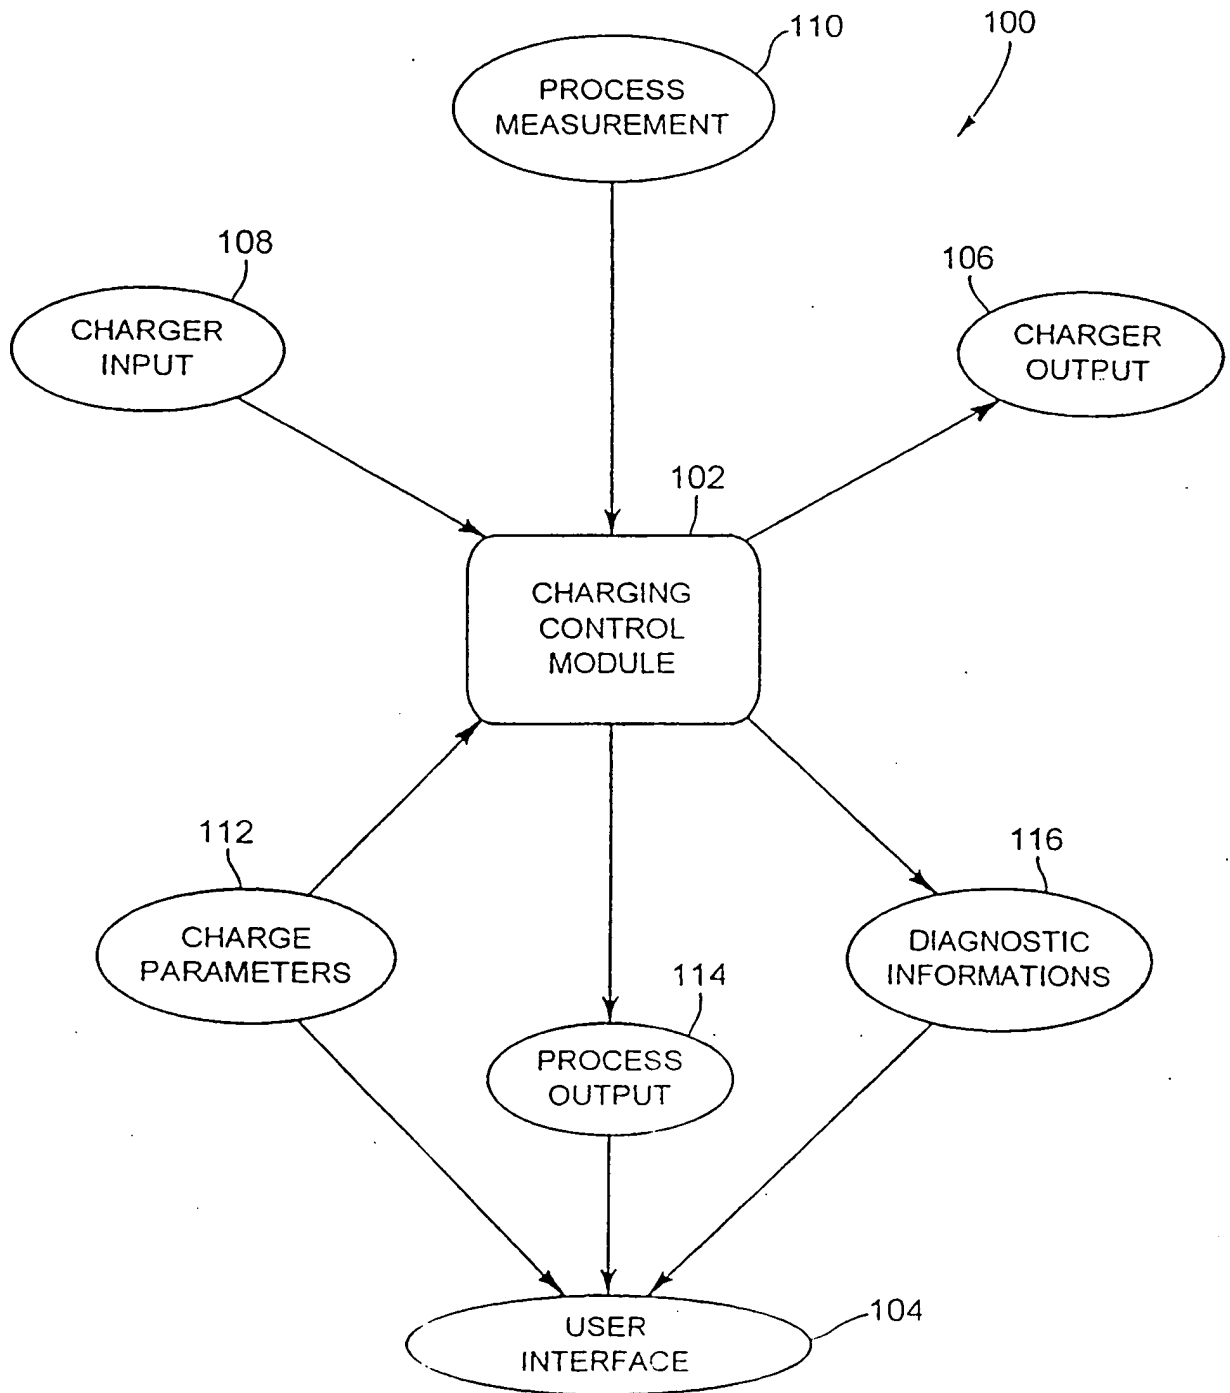 110
100
PROCESS
MEASUREMENT
108
106
CHARGER
INPUT
CHARGER
OUTPUT
102
CHARGING
CONTROL
MODULE
112
116
CHARGE
PARAMETERS
DIAGNOSTIC
INFORMATIONS
114
PROCESS
OUTPUT
104
USER
INTERFACE